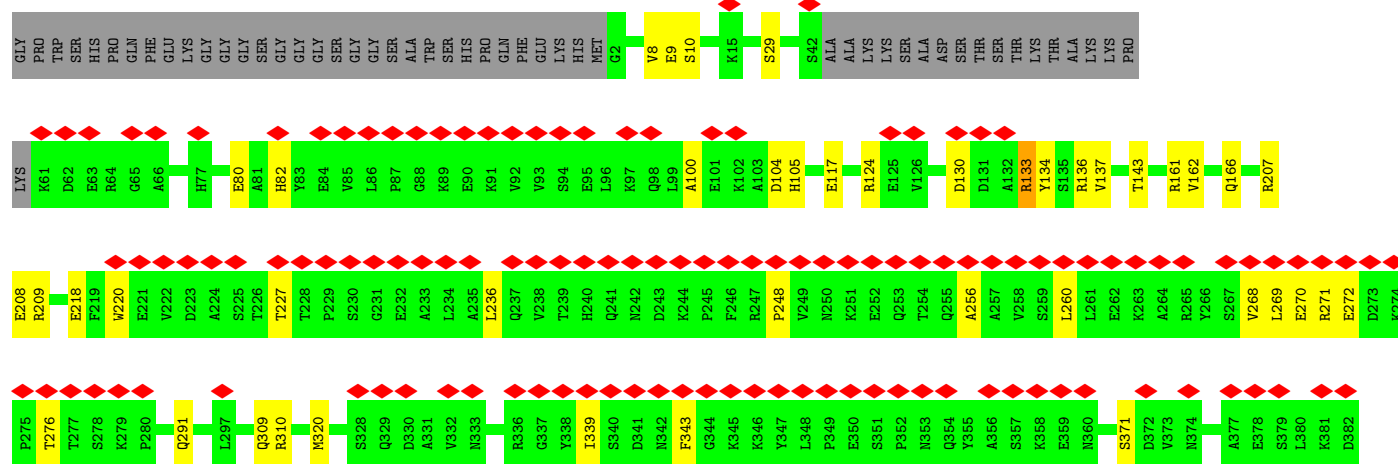 GLY PRO TRP SER HIS PRO GLN PHE GLU LYS GLY GLY GLY SER GLY GLY GLY SER GLY GLY SER ALA TRP SER HIS PRO GLN PHE GLU LYS HIS MET G2 V8 E9 S10 K15 S29 S42 ALA ALA LYS LYS SER ALA ASP SER THR SER THR LYS THR ALA LYS LYS PRO
LYS K61 D62 E63 R64 G65 A66 H77 E80 A81 H82 Y83 E84 V85 L86 P87 G88 K89 E90 K91 V92 V93 S94 E95 L96 K97 Q98 L99 A100 E101 K102 A103 D104 H105 E117 R124 E125 V126 D130 D131 A132 R133 Y134 S135 R136 V137 T143 R161 V162 Q166 R207
E208 R209 E218 F219 W220 E221 V222 D223 A224 S225 T226 T227 T228 P229 S230 G231 E232 A233 L234 A235 L236 Q237 V238 T239 H240 Q241 N242 D243 K244 P245 F246 R247 P248 V249 N250 K251 E252 Q253 T254 Q255 A256 A257 V258 S259 L260 L261 E262 K263 A264 R265 Y266 S267 V268 L269 E270 R271 E272 D273 K274
P275 T276 T277 S278 K279 P280 Q291 L297 Q309 R310 M320 S328 Q329 D330 A331 V332 N333 R336 G337 Y338 I339 S340 D341 N342 F343 G344 K345 K346 Y347 L348 P349 E350 S351 P352 N353 Q354 Y355 A356 S357 K358 E359 N360 S371 D372 V373 N374 A377 E378 S379 L380 K381 D382